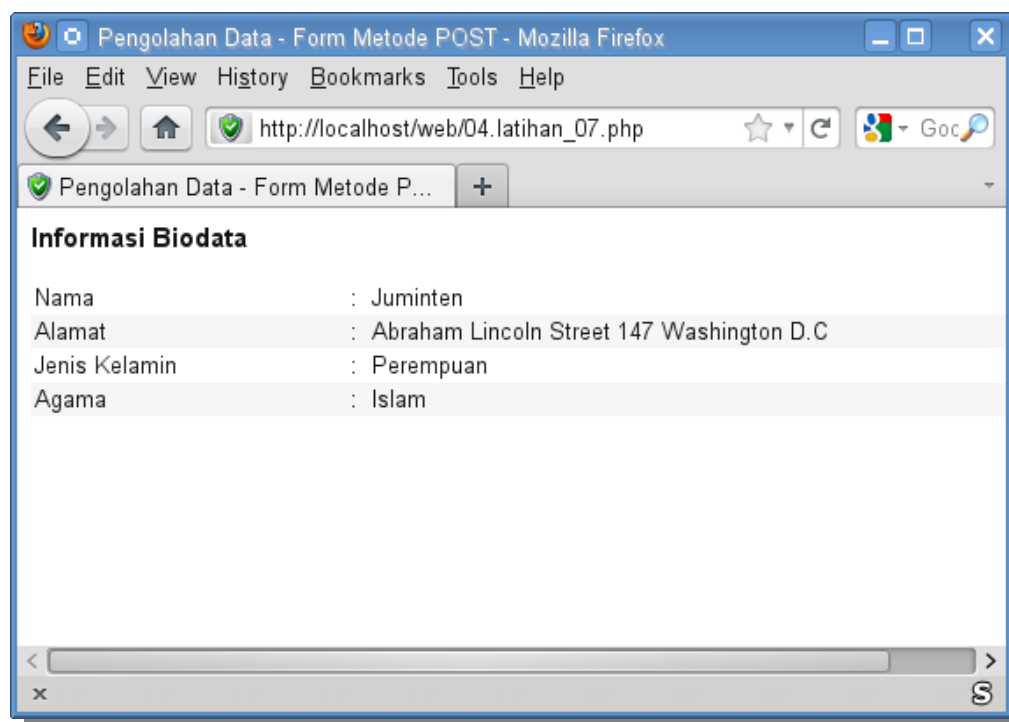 Pengolahan Data - Form Metode POST - Mozilla Firefox
File Edit View History Bookmarks Tools Help
http://localhost/web/04.latihan_07.php Goo
Pengolahan Data - Form Metode P...
Informasi Biodata
Nama : Juminten
Alamat : Abraham Lincoln Street 147 Washington D.C
Jenis Kelamin : Perempuan
Agama : Islam
S